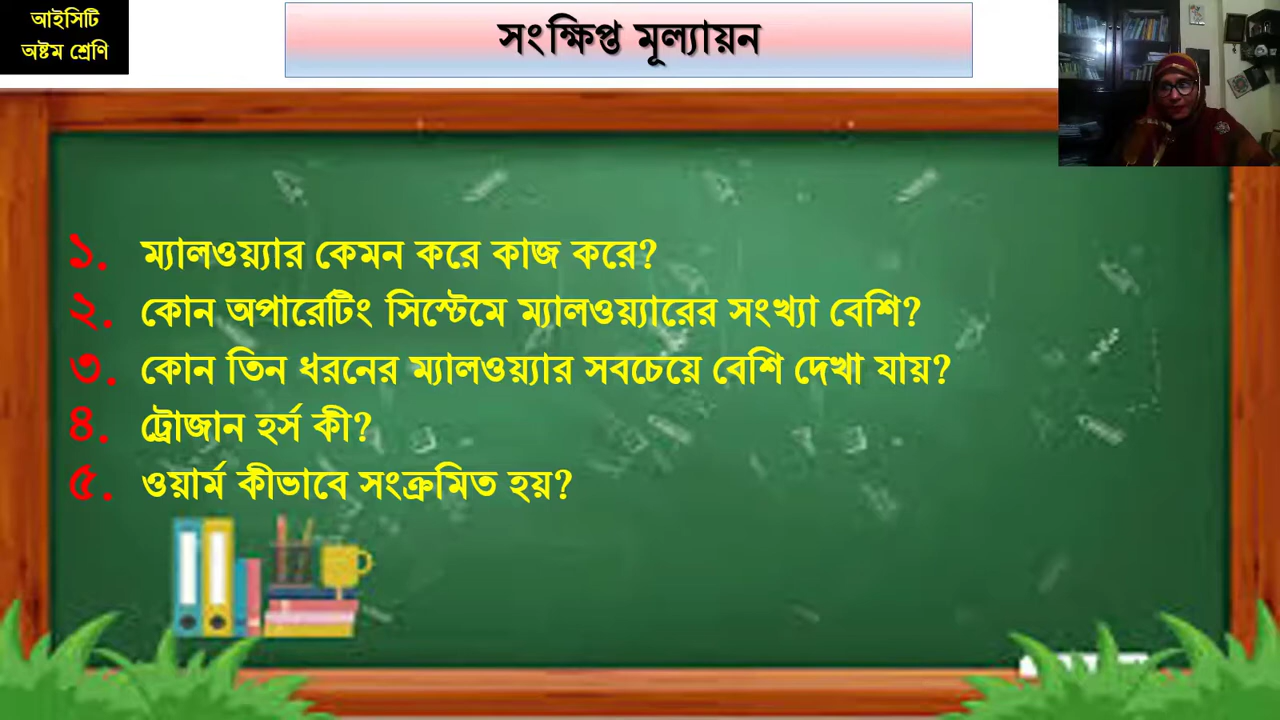 আইসিটি
অষ্টম শ্রেণি
সংক্ষিপ্ত মূল্যায়ন
১. ম্যালওয়্যার কেমন করে কাজ করে?
২. কোন অপারেটিং সিস্টেমে ম্যালওয়্যারের সংখ্যা বেশি?
৩. কোন তিন ধরনের ম্যালওয়্যার সবচেয়ে বেশি দেখা যায়?
৪. ট্রোজান হর্স কী?
৫. ওয়ার্ম কীভাবে সংক্রমিত হয়?